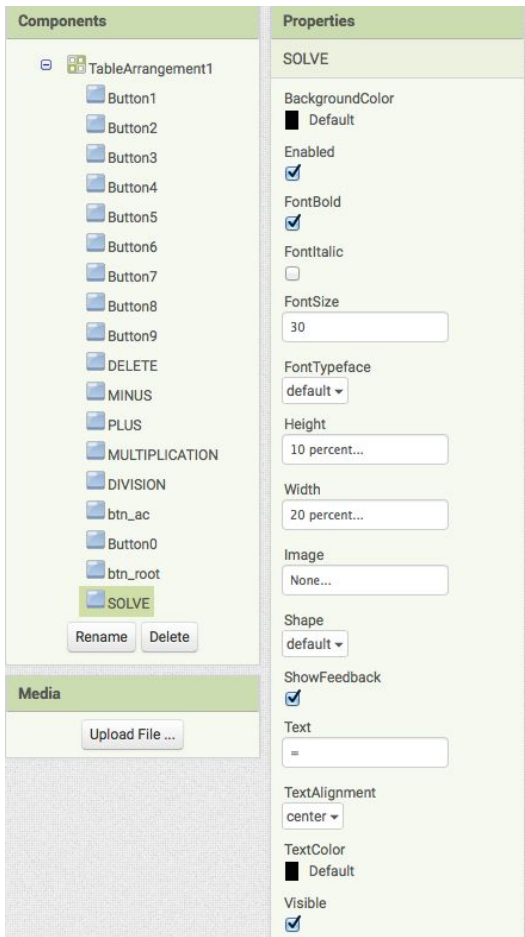 Components
TableArrangement1
Button1
Button2
Button3
Button4
Button5
Button6
Button7
Button8
Button9
DELETE
MINUS
PLUS
MULTIPLICATION
DIVISION
btn_ac
Button0
btn_root
SOLVE
Rename Delete
Media
Upload File ...
Properties
SOLVE
BackgroundColor
Default
Enabled
FontBold
FontItalic
FontSize
30
FontTypeface
default
Height
10 percent...
Width
20 percent...
Image
None...
Shape
default
ShowFeedback
Text
=
TextAlignment
center
TextColor
Default
Visible